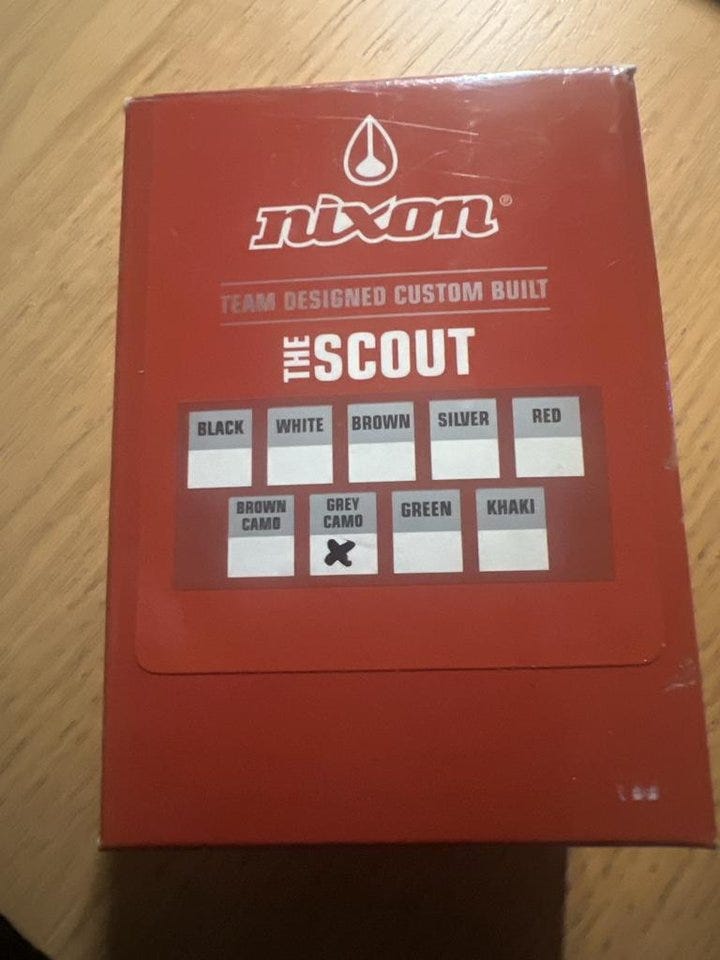 nixon®
TEAM DESIGNED CUSTOM BUILT
THE SCOUT
BLACK WHITE BROWN SILVER RED
BROWN CAMO GREY CAMO GREEN KHAKI
X